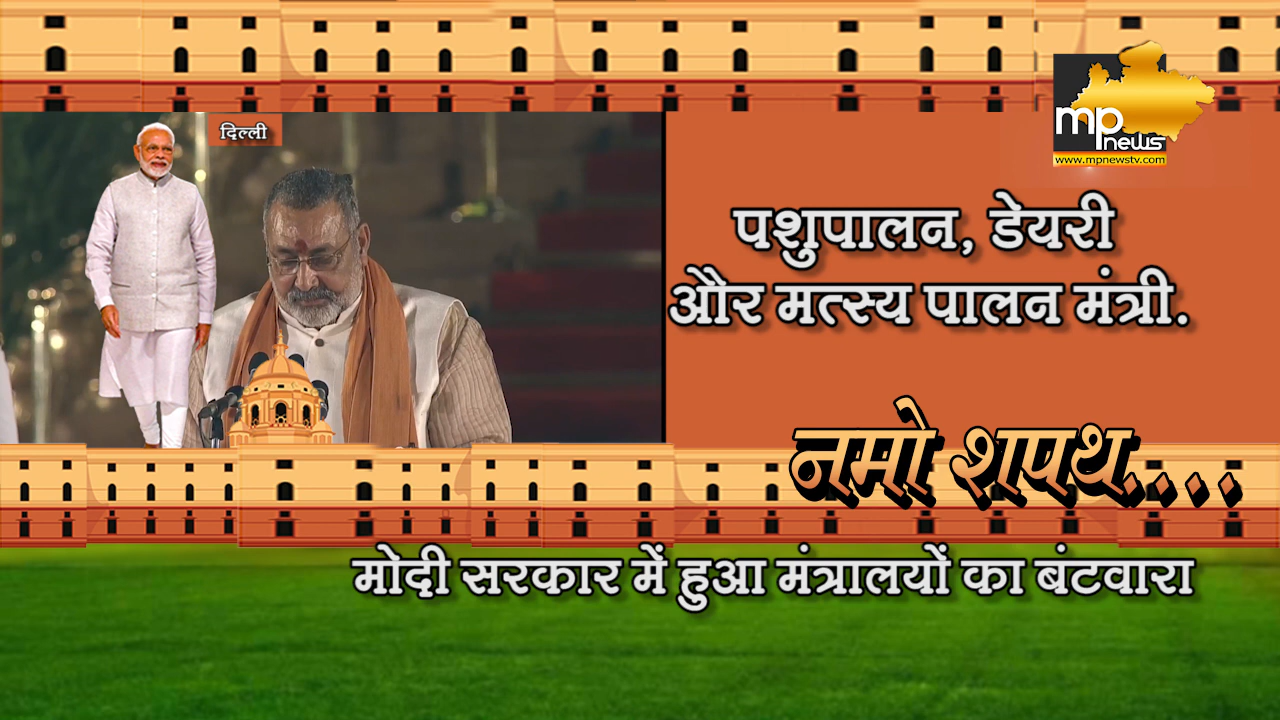 दिल्ली
mp news
www.mpnewstv.com
पशुपालन, डेयरी
और मत्स्य पालन मंत्री.
नमो शपथ....
मोदी सरकार में हुआ मंत्रालयों का बंटवारा